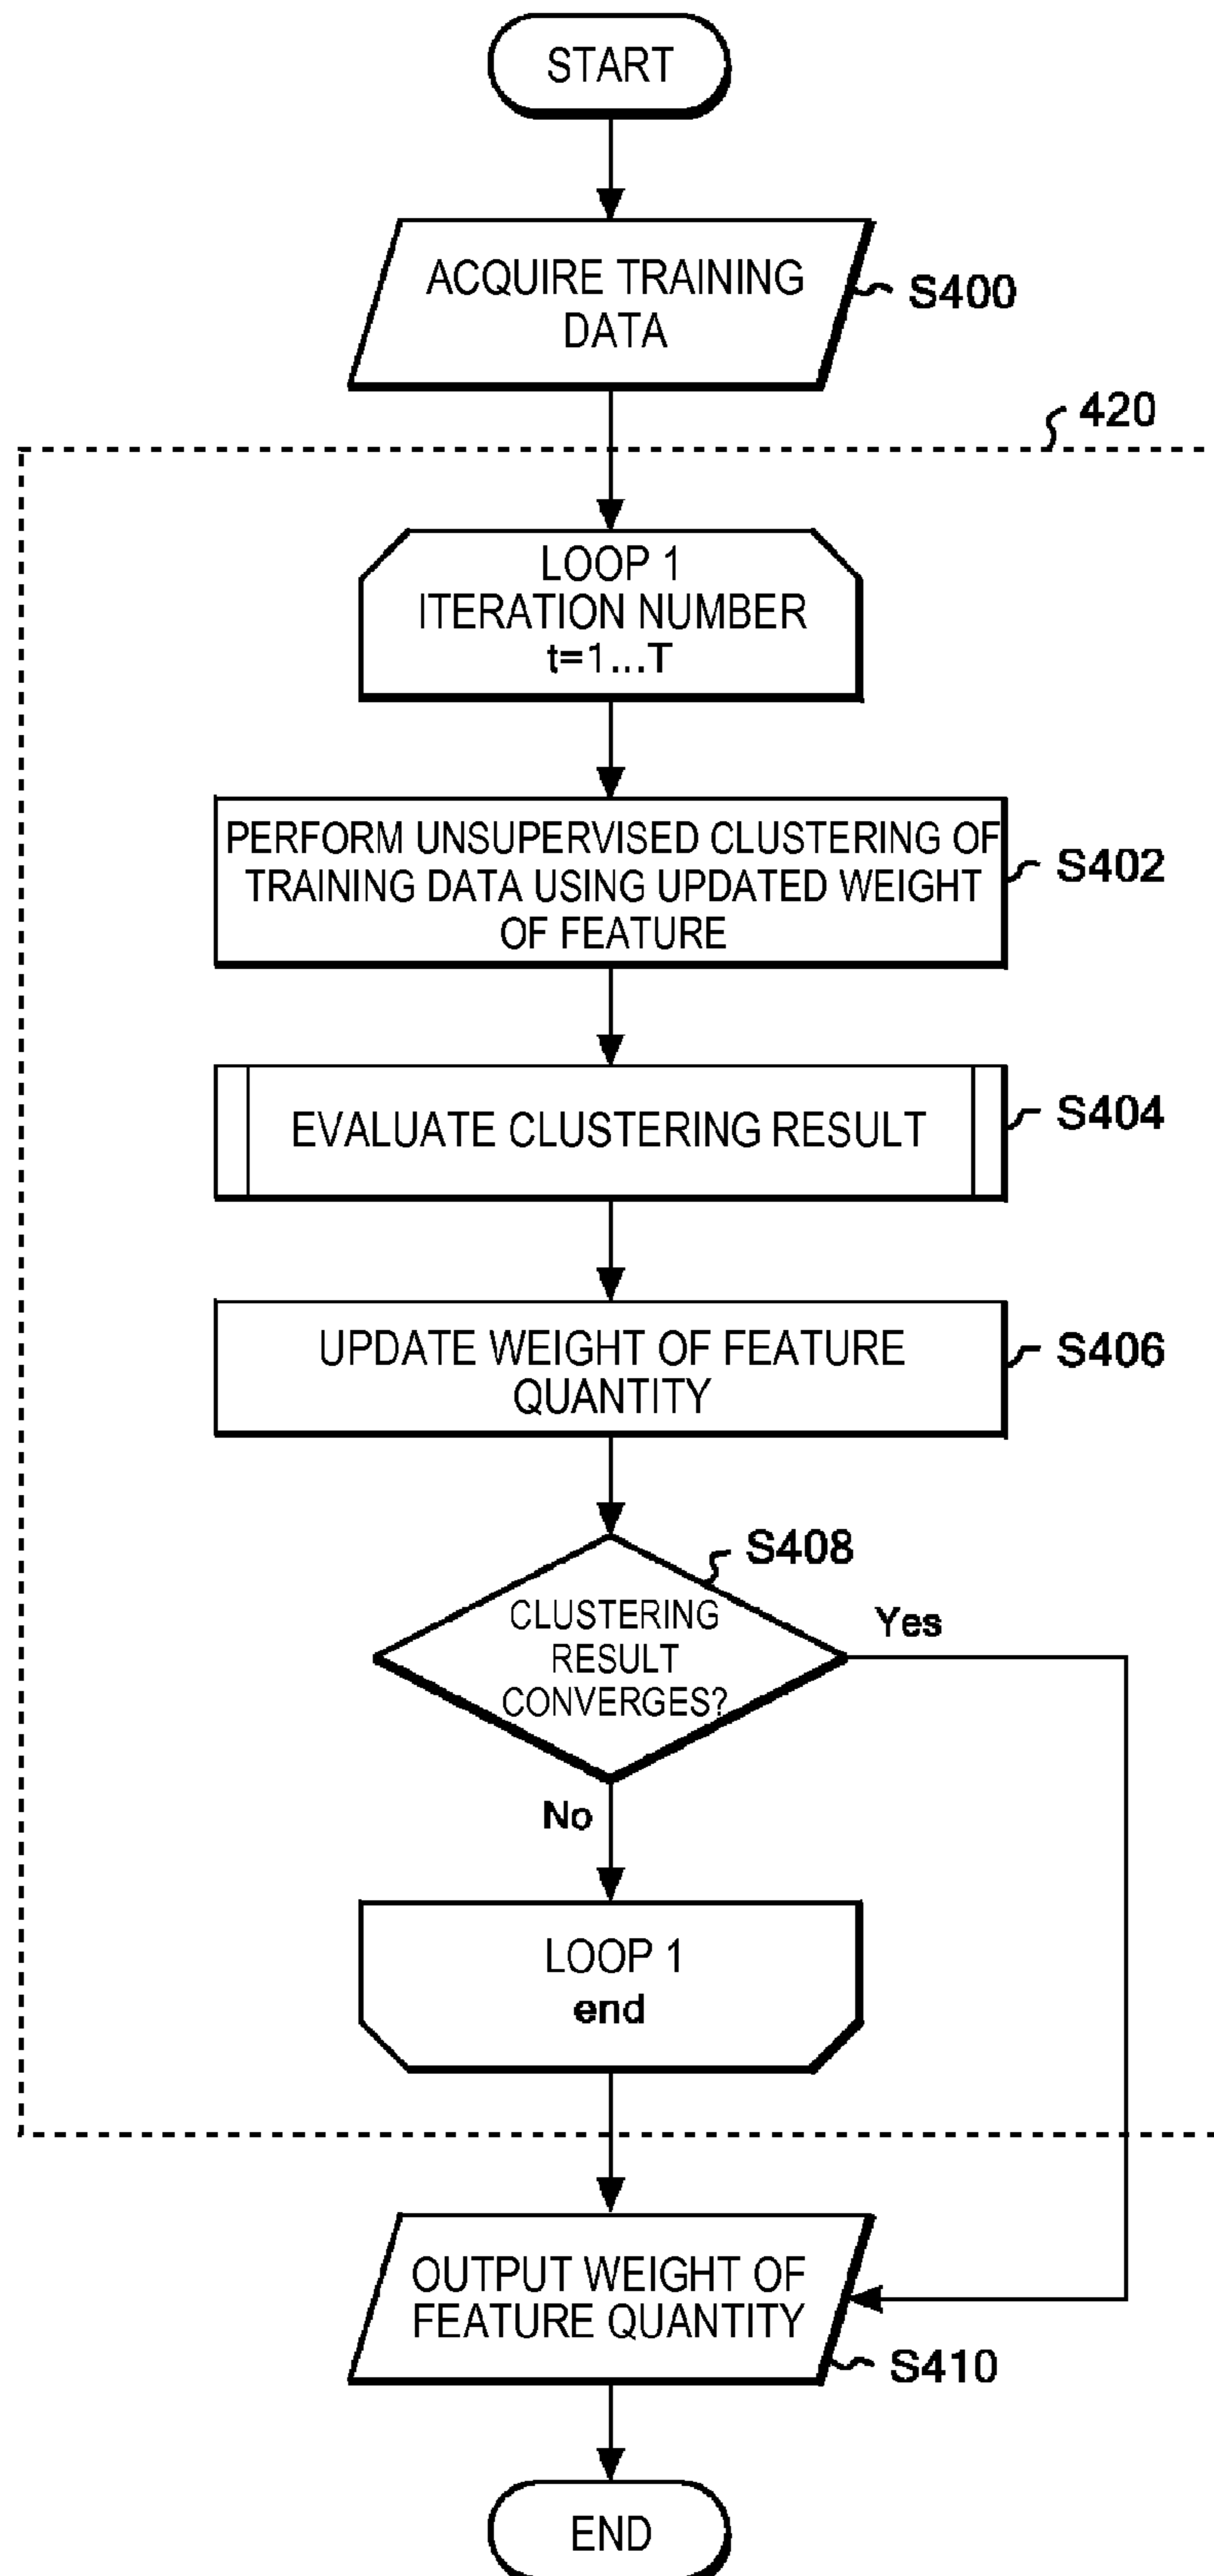 START
ACQUIRE TRAINING
DATA
S400
420
LOOP 1
ITERATION NUMBER
t=1...T
PERFORM UNSUPERVISED CLUSTERING OF
TRAINING DATA USING UPDATED WEIGHT
OF FEATURE
S402
EVALUATE CLUSTERING RESULT
S404
UPDATE WEIGHT OF FEATURE
QUANTITY
S406
S408
CLUSTERING
RESULT
CONVERGES?
Yes
No
LOOP 1
end
OUTPUT WEIGHT OF
FEATURE QUANTITY
S410
END